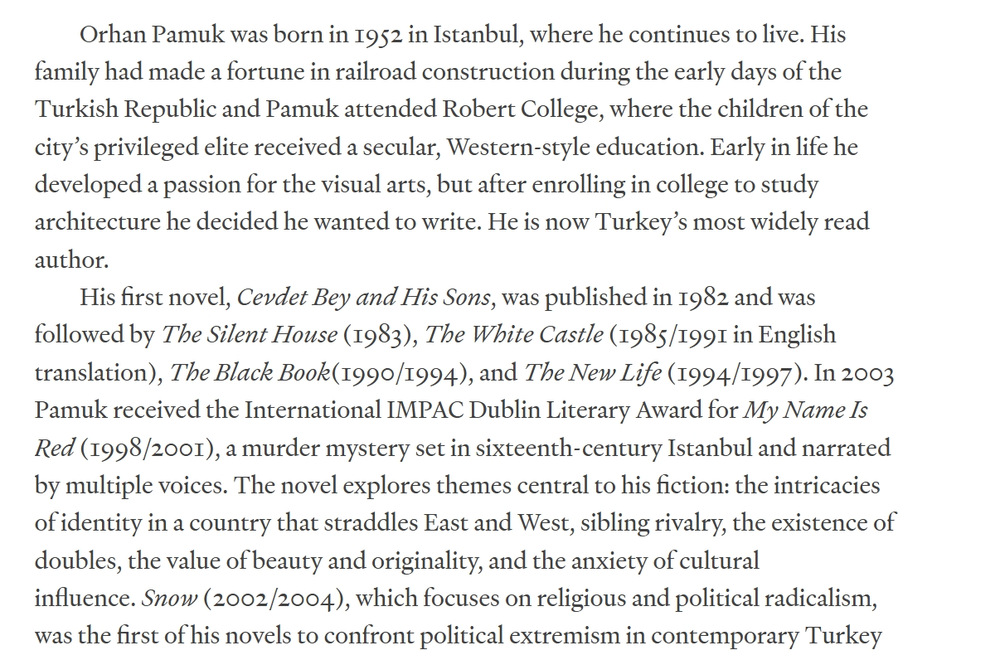 Orhan Pamuk was born in 1952 in Istanbul, where he continues to live. His
family had made a fortune in railroad construction during the early days of the
Turkish Republic and Pamuk attended Robert College, where the children of the
city’s privileged elite received a secular, Western-style education. Early in life he
developed a passion for the visual arts, but after enrolling in college to study
architecture he decided he wanted to write. He is now Turkey’s most widely read
author.
His first novel, Cevdet Bey and His Sons, was published in 1982 and was
followed by The Silent House (1983), The White Castle (1985/1991 in English
translation), The Black Book(1990/1994), and The New Life (1994/1997). In 2003
Pamuk received the International IMPAC Dublin Literary Award for My Name Is
Red (1998/2001), a murder mystery set in sixteenth-century Istanbul and narrated
by multiple voices. The novel explores themes central to his fiction: the intricacies
of identity in a country that straddles East and West, sibling rivalry, the existence of
doubles, the value of beauty and originality, and the anxiety of cultural
influence. Snow (2002/2004), which focuses on religious and political radicalism,
was the first of his novels to confront political extremism in contemporary Turkey